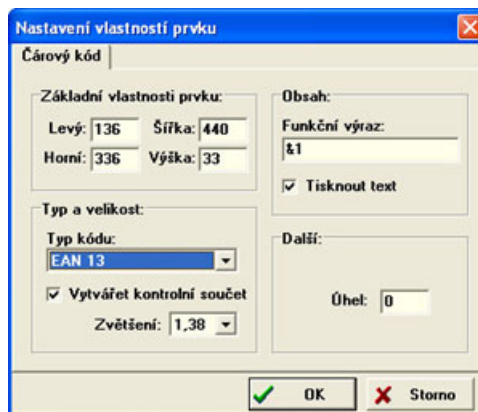 Nastavení vlastností prvku
Čárový kód
Základní vlastnosti prvku:
Levý: 136 Šířka: 440
Horní: 336 Výška: 33
Obsah:
Funkční výraz:
&1
Tisknout text
Typ a velikost:
Typ kódu:
EAN 13
Vytvářet kontrolní součet
Zvětšení: 1,38
Další:
Úhel: 0
OK
Storno